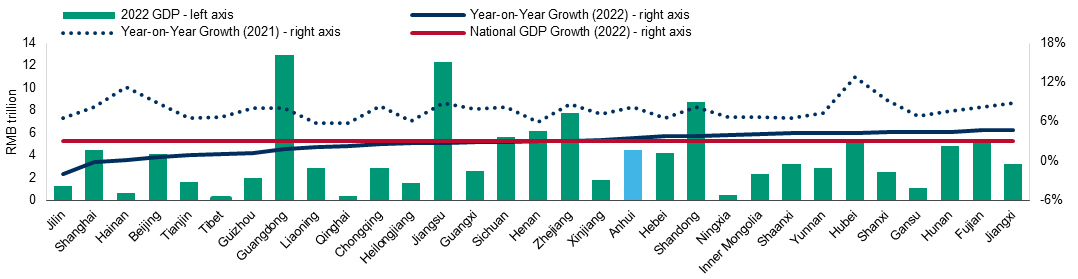 2022 GDP - left axis
Year-on-Year Growth (2022) - right axis
Year-on-Year Growth (2021) - right axis
National GDP Growth (2022) - right axis
14
12
10
8
6
4
2
0
RMB trillion
18%
12%
6%
0%
-6%
Jilin
Shanghai
Hainan
Beijing
Tianjin
Tibet
Guizhou
Guangdong
Liaoning
Qinghai
Chongqing
Heilongjiang
Jiangsu
Guangxi
Sichuan
Henan
Zhejiang
Xinjiang
Anhui
Hebei
Shandong
Ningxia
Inner Mongolia
Shaanxi
Yunnan
Hubei
Shanxi
Gansu
Hunan
Fujian
Jiangxi